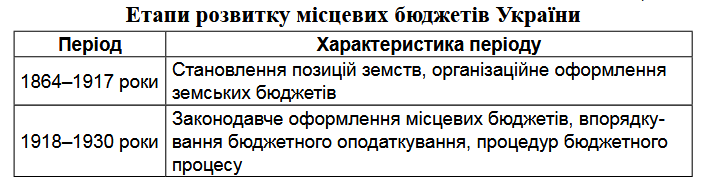 Етапи розвитку місцевих бюджетів України
Період
Характеристика періоду
1864–1917 роки
Становлення позицій земств, організаційне оформлення
земських бюджетів
1918–1930 роки
Законодавче оформлення місцевих бюджетів, впорядку-
вання бюджетного оподаткування, процедур бюджетного
процесу